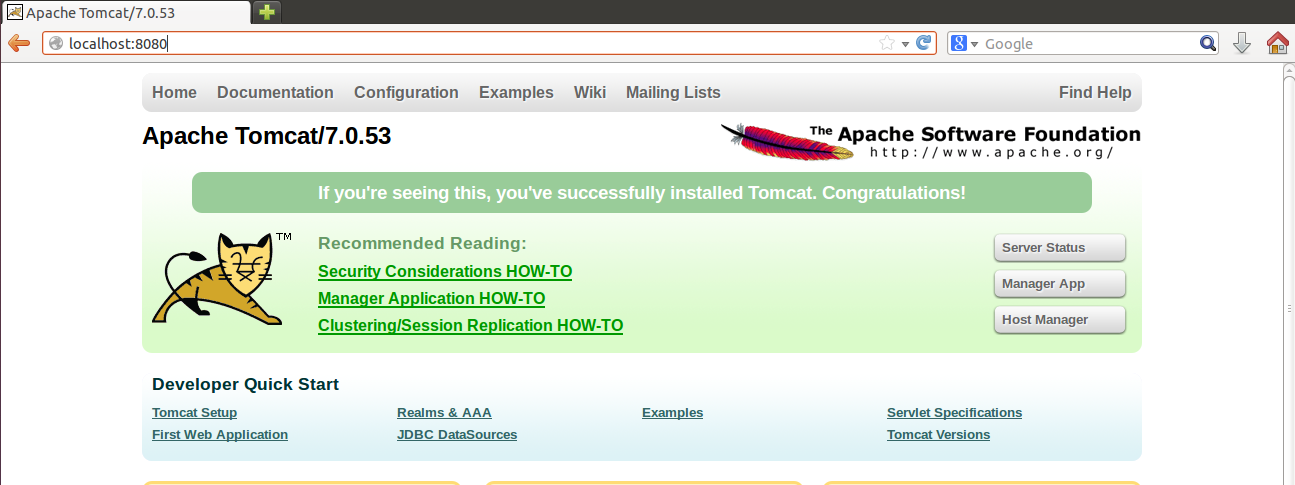 Apache Tomcat/7.0.53
localhost:8080
Google
Home Documentation Configuration Examples Wiki Mailing Lists Find Help
Apache Tomcat/7.0.53
The Apache Software Foundation
http://www.apache.org/
If you're seeing this, you've successfully installed Tomcat. Congratulations!
TM
Recommended Reading:
Security Considerations HOW-TO
Manager Application HOW-TO
Clustering/Session Replication HOW-TO
Server Status
Manager App
Host Manager
Developer Quick Start
Tomcat Setup Realms & AAA Examples Servlet Specifications
First Web Application JDBC DataSources Tomcat Versions